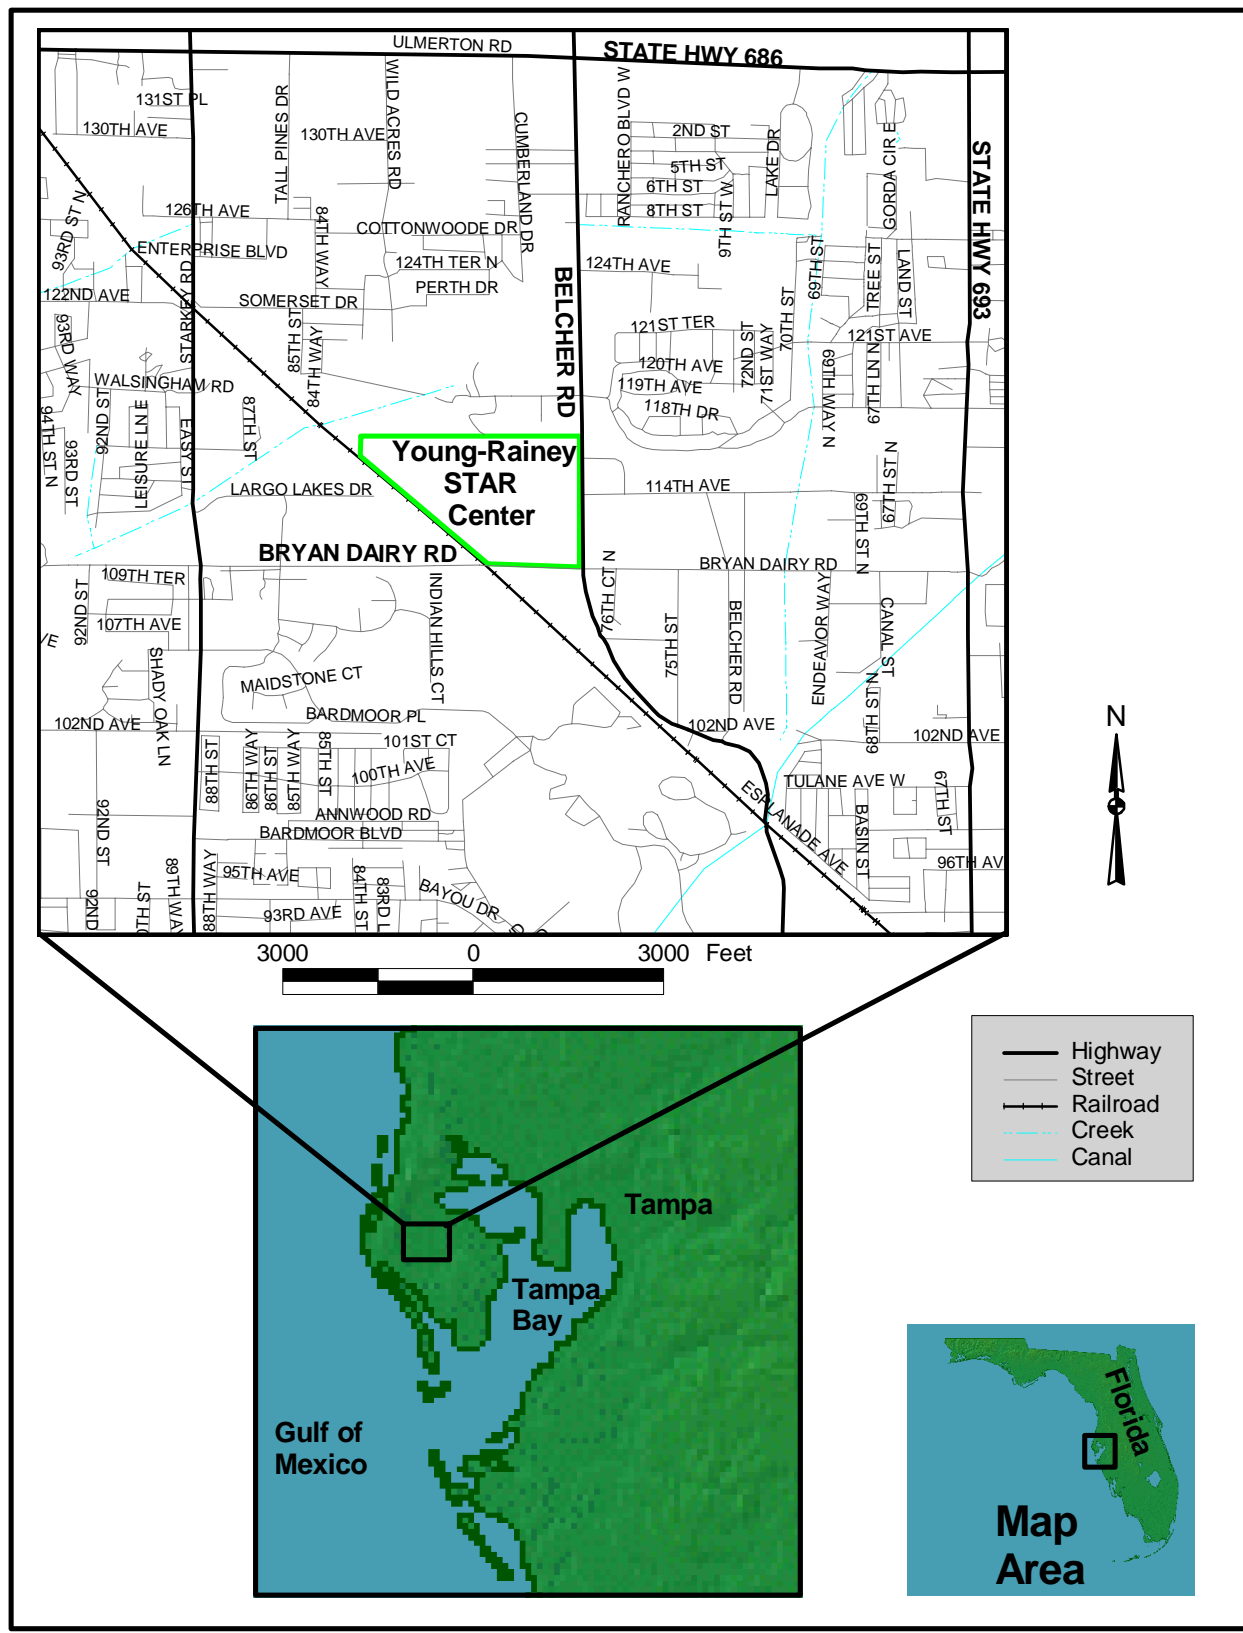 ULMERTON RD
STATE HWY 686
131ST PL
130TH AVE
TALL PINES DR
130TH AVE
WILD ACRES RD
CUMBERLAND DR
RANCHERO BLVD W
2ND ST
5TH ST
6TH ST
8TH ST
9TH ST W
LAKE DR
GORDA CIR E
STATE HWY 693
93RD ST N
126TH AVE
ENTERPRISE BLVD
84TH WAY
COTTONWOODE DR
124TH TER N
PERTH DR
BELCHER RD
124TH AVE
69TH ST
TREE ST
LAND ST
122ND AVE
STARKEY RD
SOMERSET DR
85TH ST
84TH WAY
121ST TER
120TH AVE
119TH AVE
118TH DR
72ND ST
71ST WAY
70TH ST
121ST AVE
69TH WAY N
67TH LN N
93RD WAY
WALSINGHAM RD
94TH ST N
93RD ST
92ND ST
LEISURE LN E
EASY ST
87TH ST
Young-Rainey
STAR
Center
LARGO LAKES DR
114TH AVE
67TH ST N
69TH ST N
BRYAN DAIRY RD
BRYAN DAIRY RD
109TH TER
92ND ST
107TH AVE
VE
INDIAN HILLS CT
76TH CT N
75TH ST
BELCHER RD
ENDEAVOR WAY
CANAL ST
SHADY OAK LN
MAIDSTONE CT
BARDMOOR PL
102ND AVE
102ND AVE
68TH ST N
102ND AVE
101ST CT
100TH AVE
88TH ST
86TH WAY
86TH ST
85TH WAY
85TH ST
ESPLANADE AVE
TULANE AVE W
67TH ST
BASIN ST
92ND ST
ANNWOOD RD
BARDMOOR BLVD
96TH AV
95TH AVE
89TH WAY
88TH WAY
84TH ST
83RD L
BAYOU DR
92ND
0TH ST
93RD AVE
D
3000 0 3000 Feet
N
Highway
Street
Railroad
Creek
Canal
Tampa
Tampa
Bay
Gulf of
Mexico
Florida
Map
Area